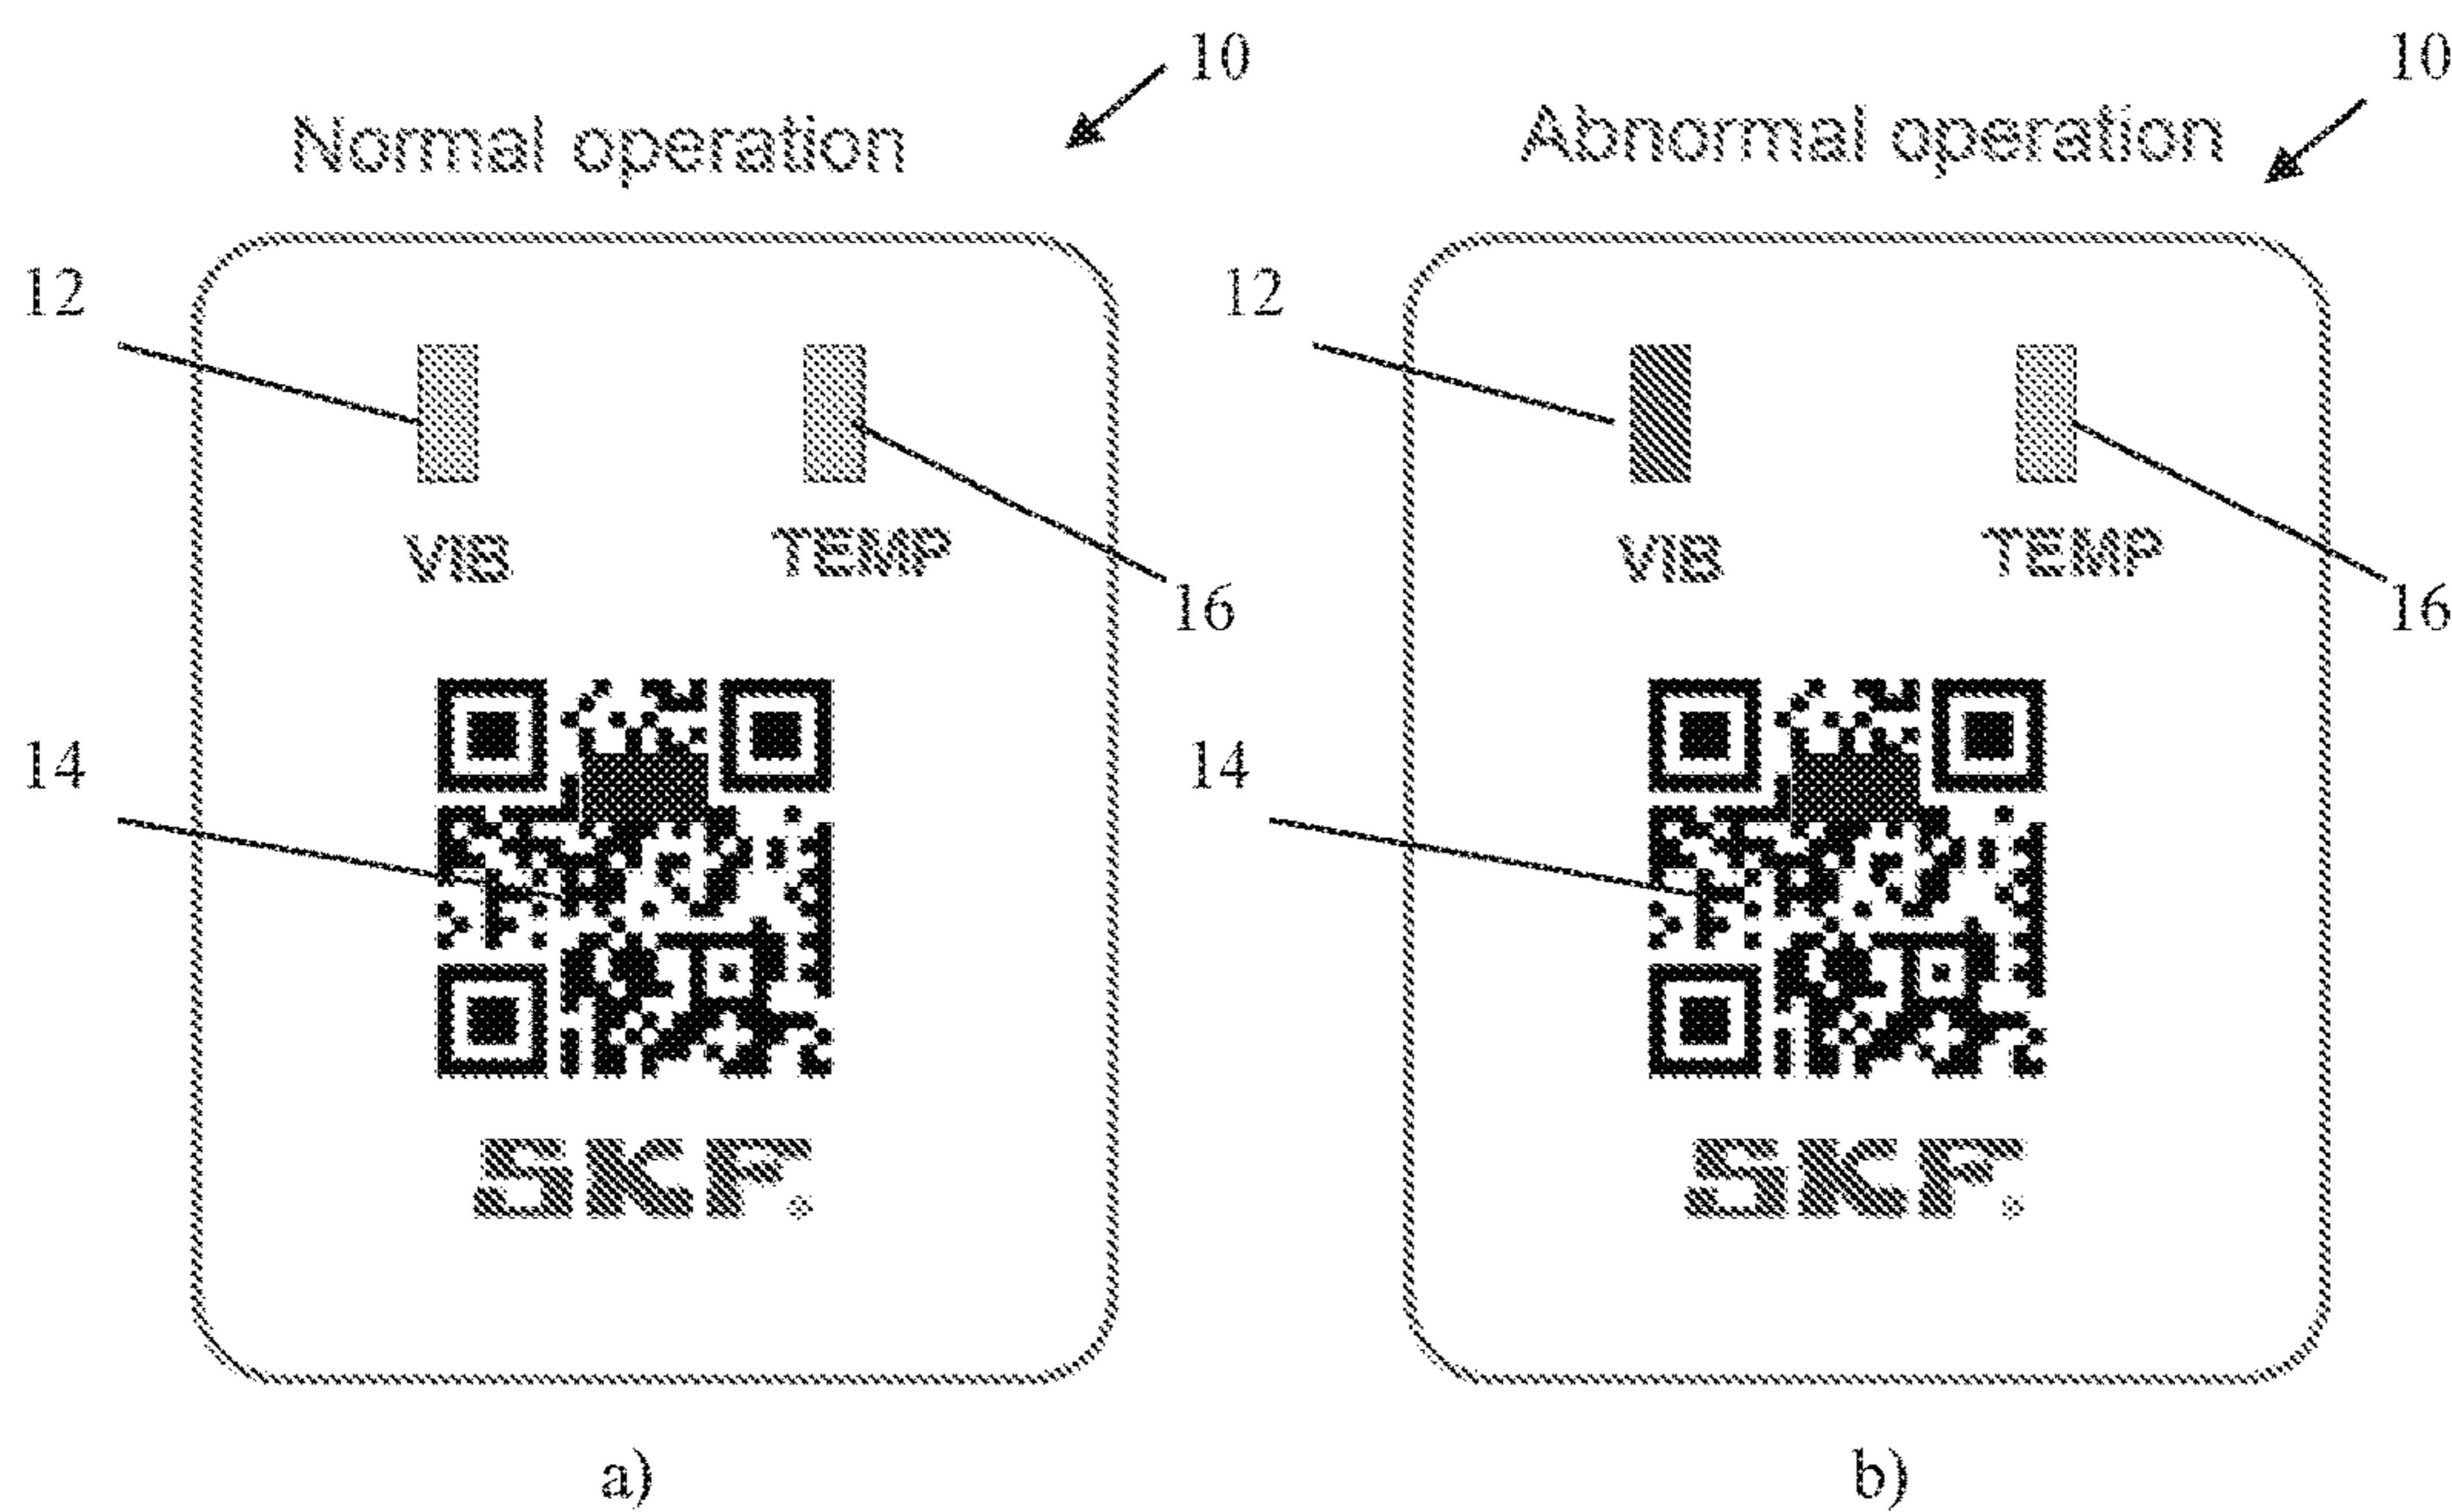 10 10
Normal operation Abnormal operation
12 12
VIB TEMP VIB TEMP
16 16
14 14
SKF. SKF.
a) b)